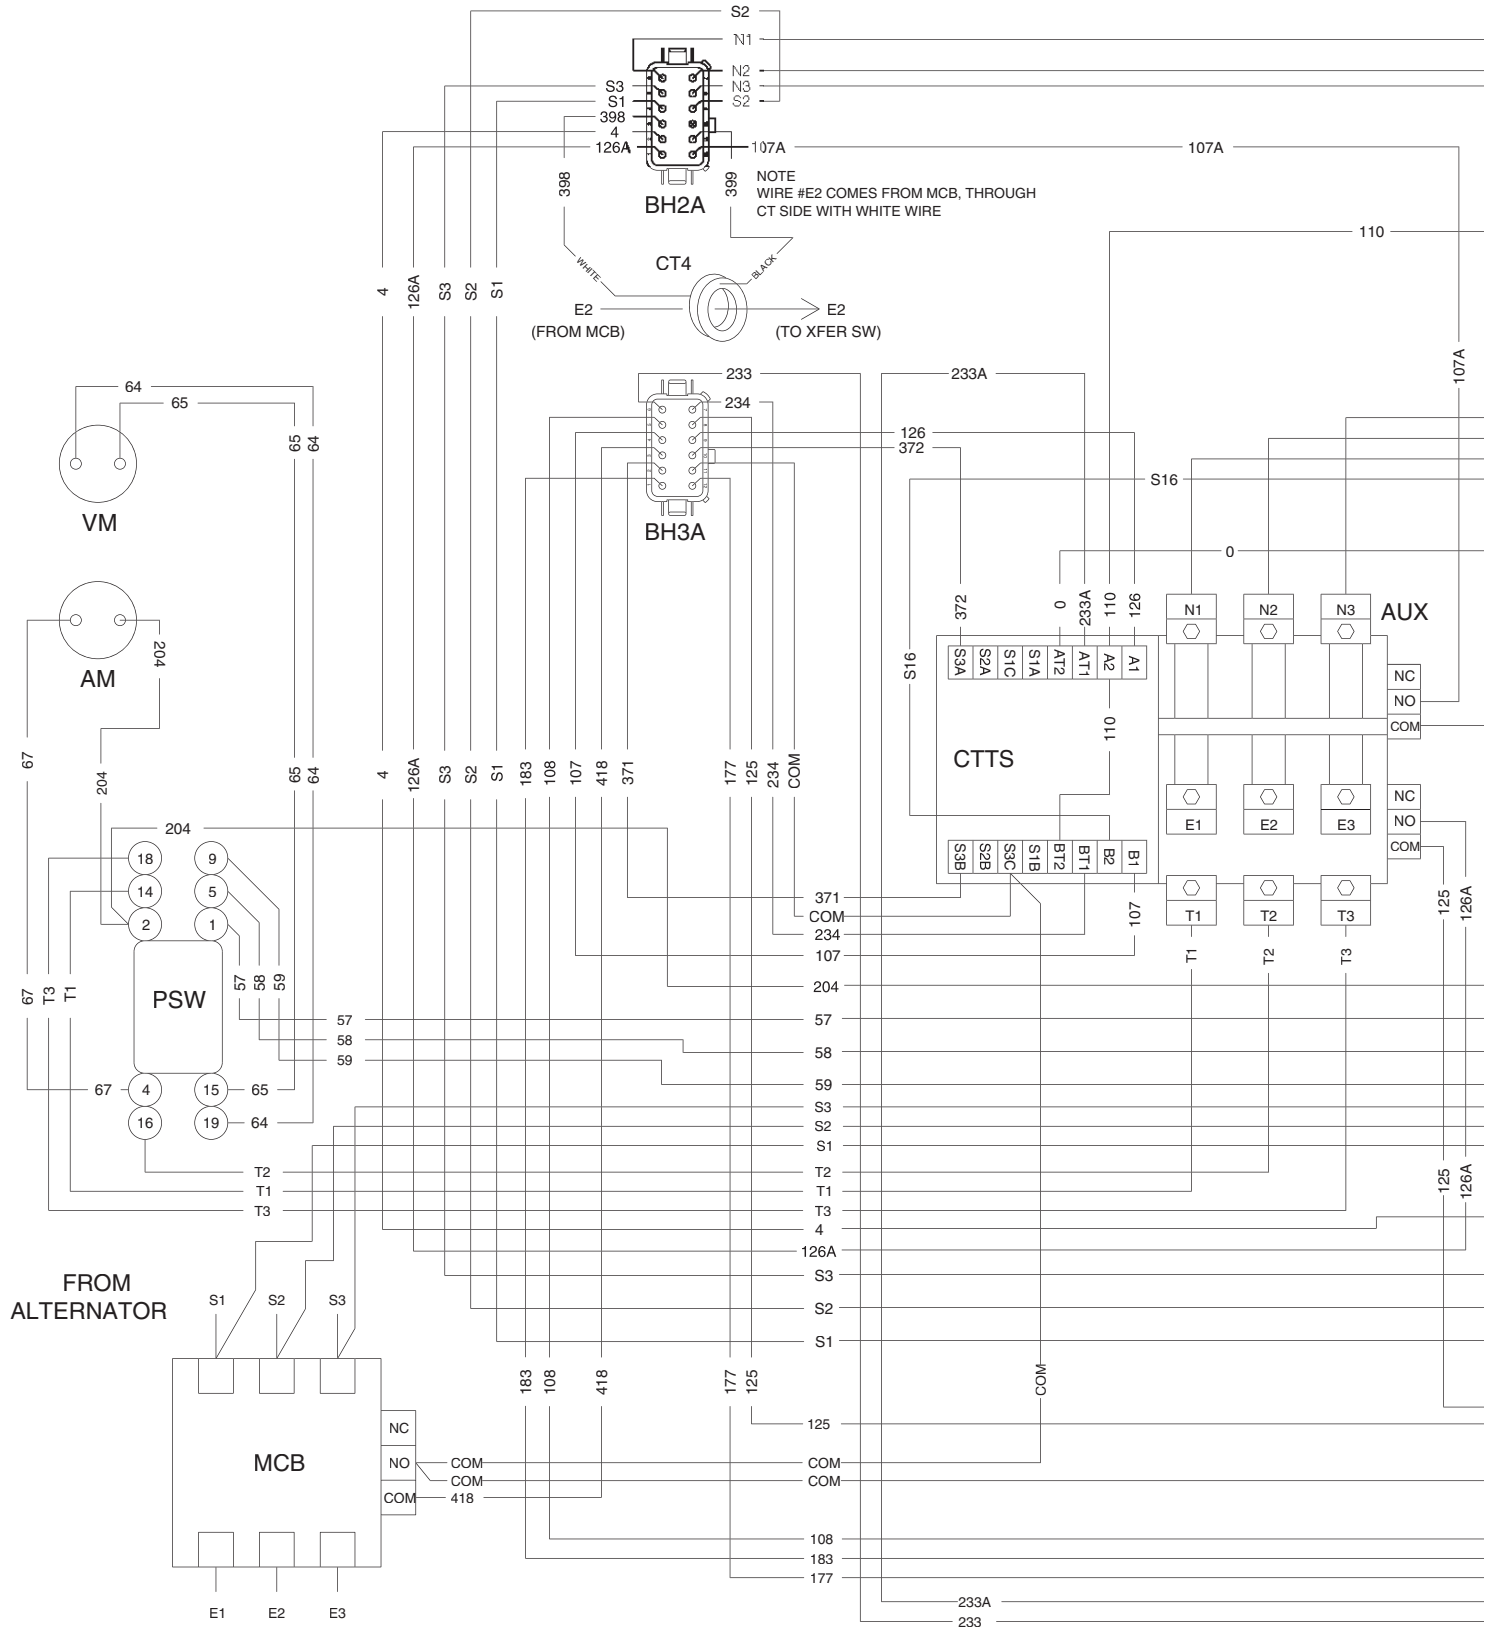 S2
N1
N2
S3 N3
S1 S2
398
4
126A 107A 107A
398 399
NOTE
WIRE #E2 COMES FROM MCB, THROUGH
CT SIDE WITH WHITE WIRE
BH2A
110
CT4
WHITE BLACK
4 126A S3 S2 S1
E2 E2
(FROM MCB) (TO XFER SW)
107A
233 233A
64
65 234
65 64 126
372
S16
VM
BH3A
0
372 0 233A 110 126
N1 N2 N3 AUX
204
AM
S16
S3A S2A S1C S1A AT2 AT1 A2 A1
NC
NO
COM
110
67 204 65 64 4 126A S3 S2 S1 183 108 107 418 371 177 125 234 COM
CTTS
NC
E1 E2 E3 NO
COM
204
18 9
14 5
2 1
S3B S2B S3C S1B BT2 BT1 B2 B1
371
COM
234
107
107
T1 T2 T3
125 126A
T1 T2 T3
67 T3 T1 57 58 59
PSW
204
57 57
58 58
59 59
67 4 15 65
16 19 64
S3
S2
S1
T2 T2
T1 T1
T3 T3
4
126A
125 126A
FROM
ALTERNATOR
S3
S1 S2 S3
S2
S1
183 108 418 177 125 COM
125
NC
MCB NO COM COM
COM COM
COM 418
108
183
177
E1 E2 E3
233A
233